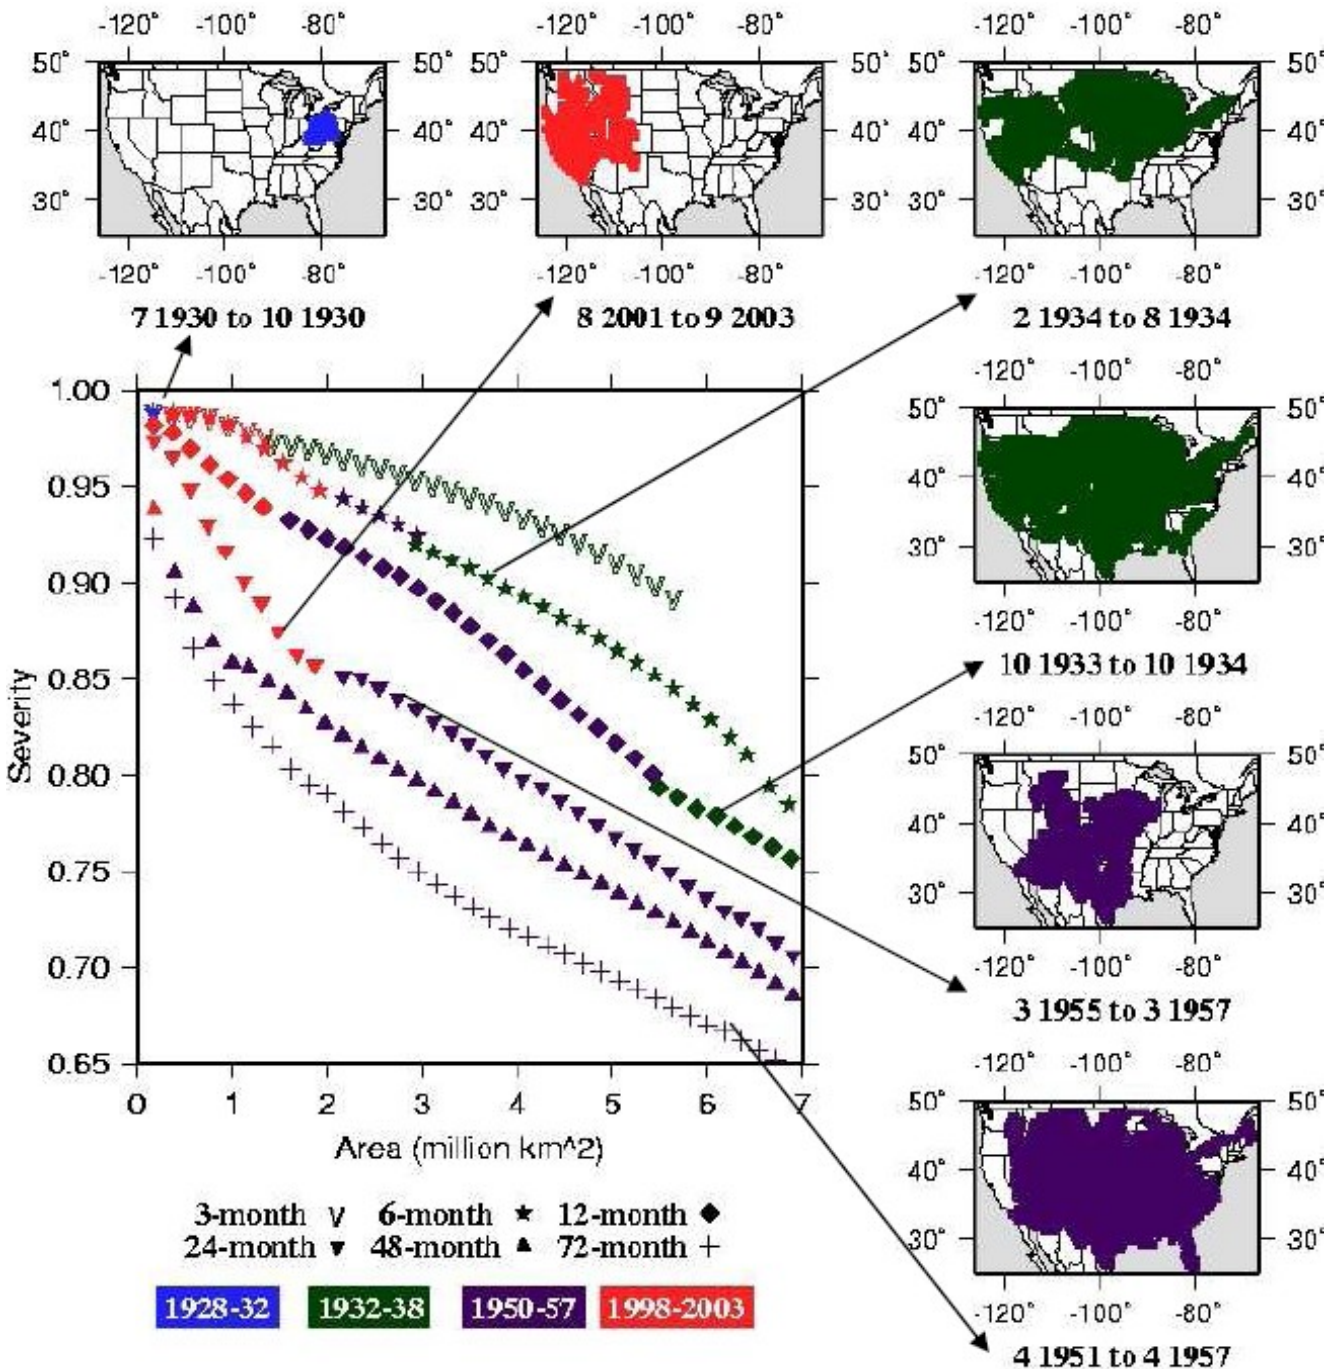 -120° -100° -80° -120° -100° -80° -120° -100° -80°
50° 50° 50° 50°
40° 40° 40° 40°
30° 30° 30° 30°
-120° -100° -80° -120° -100° -80° -120° -100° -80°
7 1930 to 10 1930 8 2001 to 9 2003 2 1934 to 8 1934
-120° -100° -80°
50° 50°
40° 40°
30° 30°
-120° -100° -80°
10 1933 to 10 1934
-120° -100° -80°
50° 50°
40° 40°
30° 30°
-120° -100° -80°
3 1955 to 3 1957
-120° -100° -80°
50° 50°
40° 40°
30° 30°
-120° -100° -80°
4 1951 to 4 1957
1.00
0.95
0.90
0.85
0.80
0.75
0.70
0.65
Severity
0 1 2 3 4 5 6 7
Area (million km^2)
3-month 6-month 12-month
24-month 48-month 72-month
1928-32 1932-38 1950-57 1998-2003